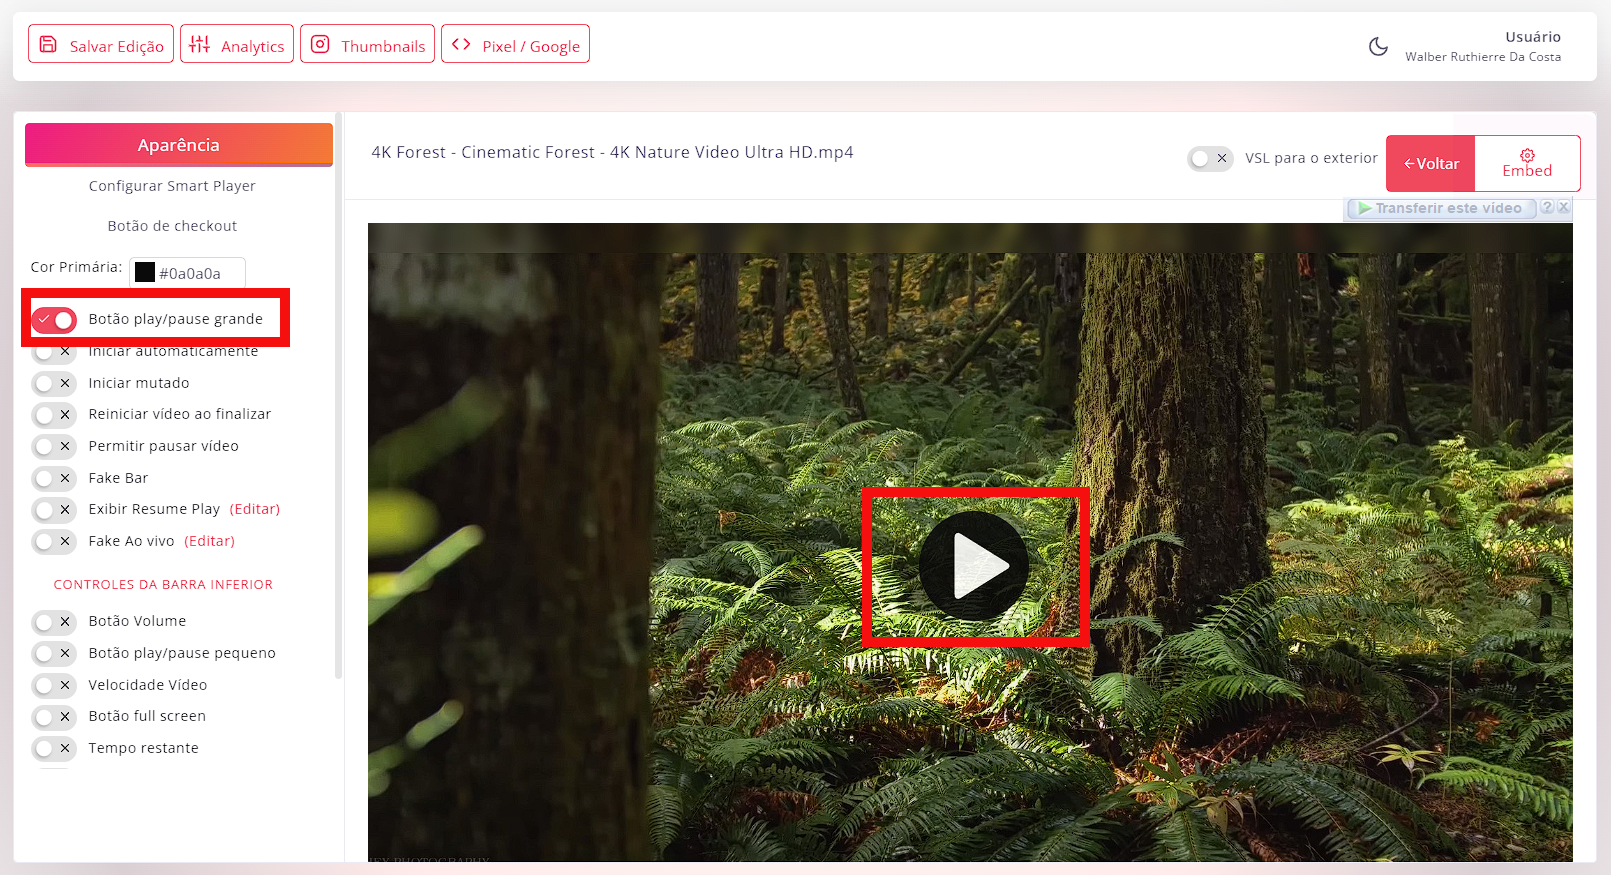 Salvar Edição
Analytics
Thumbnails
Pixel / Google
Usuário
Walber Ruthierre Da Costa
Aparência
Configurar Smart Player
Botão de checkout
Cor Primária: #0a0a0a
Botão play/pause grande
Iniciar automaticamente
Iniciar mutado
Reiniciar vídeo ao finalizar
Permitir pausar vídeo
Fake Bar
Exibir Resume Play (Editar)
Fake Ao vivo (Editar)
CONTROLES DA BARRA INFERIOR
Botão Volume
Botão play/pause pequeno
Velocidade Vídeo
Botão full screen
Tempo restante
4K Forest - Cinematic Forest - 4K Nature Video Ultra HD.mp4
VSL para o exterior
Voltar
Embed
Transferir este vídeo ? X
PHOTOGRAPHY